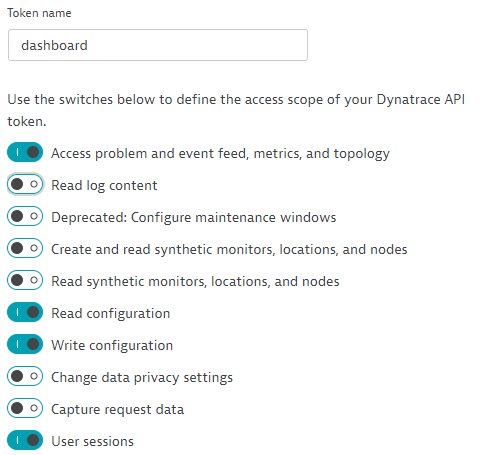 Token name
dashboard
Use the switches below to define the access scope of your Dynatrace API
token.
Access problem and event feed, metrics, and topology
Read log content
Deprecated: Configure maintenance windows
Create and read synthetic monitors, locations, and nodes
Read synthetic monitors, locations, and nodes
Read configuration
Write configuration
Change data privacy settings
Capture request data
User sessions